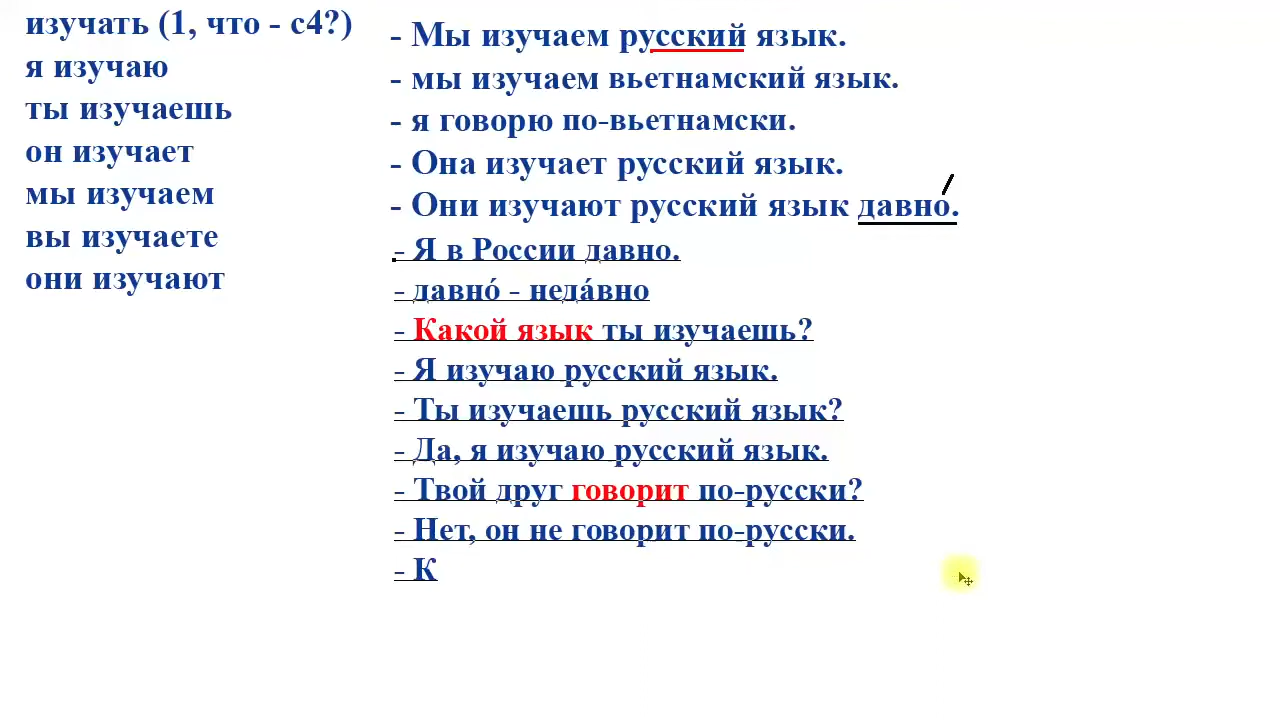 изучать (1, что - с4?)
я изучаю
ты изучаешь
он изучает
мы изучаем
вы изучаете
они изучают
- Мы изучаем русский язык.
- мы изучаем вьетнамский язык.
- я говорю по-вьетнамски.
- Она изучает русский язык.
- Они изучают русский язык давно́.
- Я в России давно.
- давно́ - неда́вно
- Какой язык ты изучаешь?
- Я изучаю русский язык.
- Ты изучаешь русский язык?
- Да, я изучаю русский язык.
- Твой друг говорит по-русски?
- Нет, он не говорит по-русски.
- К